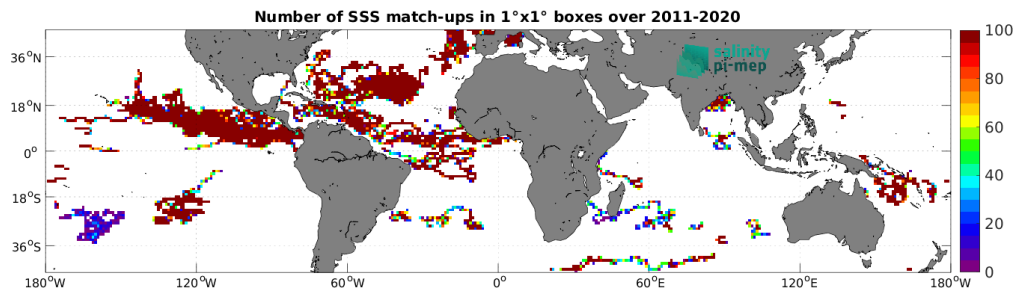 Number of SSS match-ups in 1°x1° boxes over 2011-2020
salinity
pi-mep
36°N
18°N
0°
18°S
36°S
180°W
120°W
60°W
0°
60°E
120°E
180°W
100
80
60
40
20
0